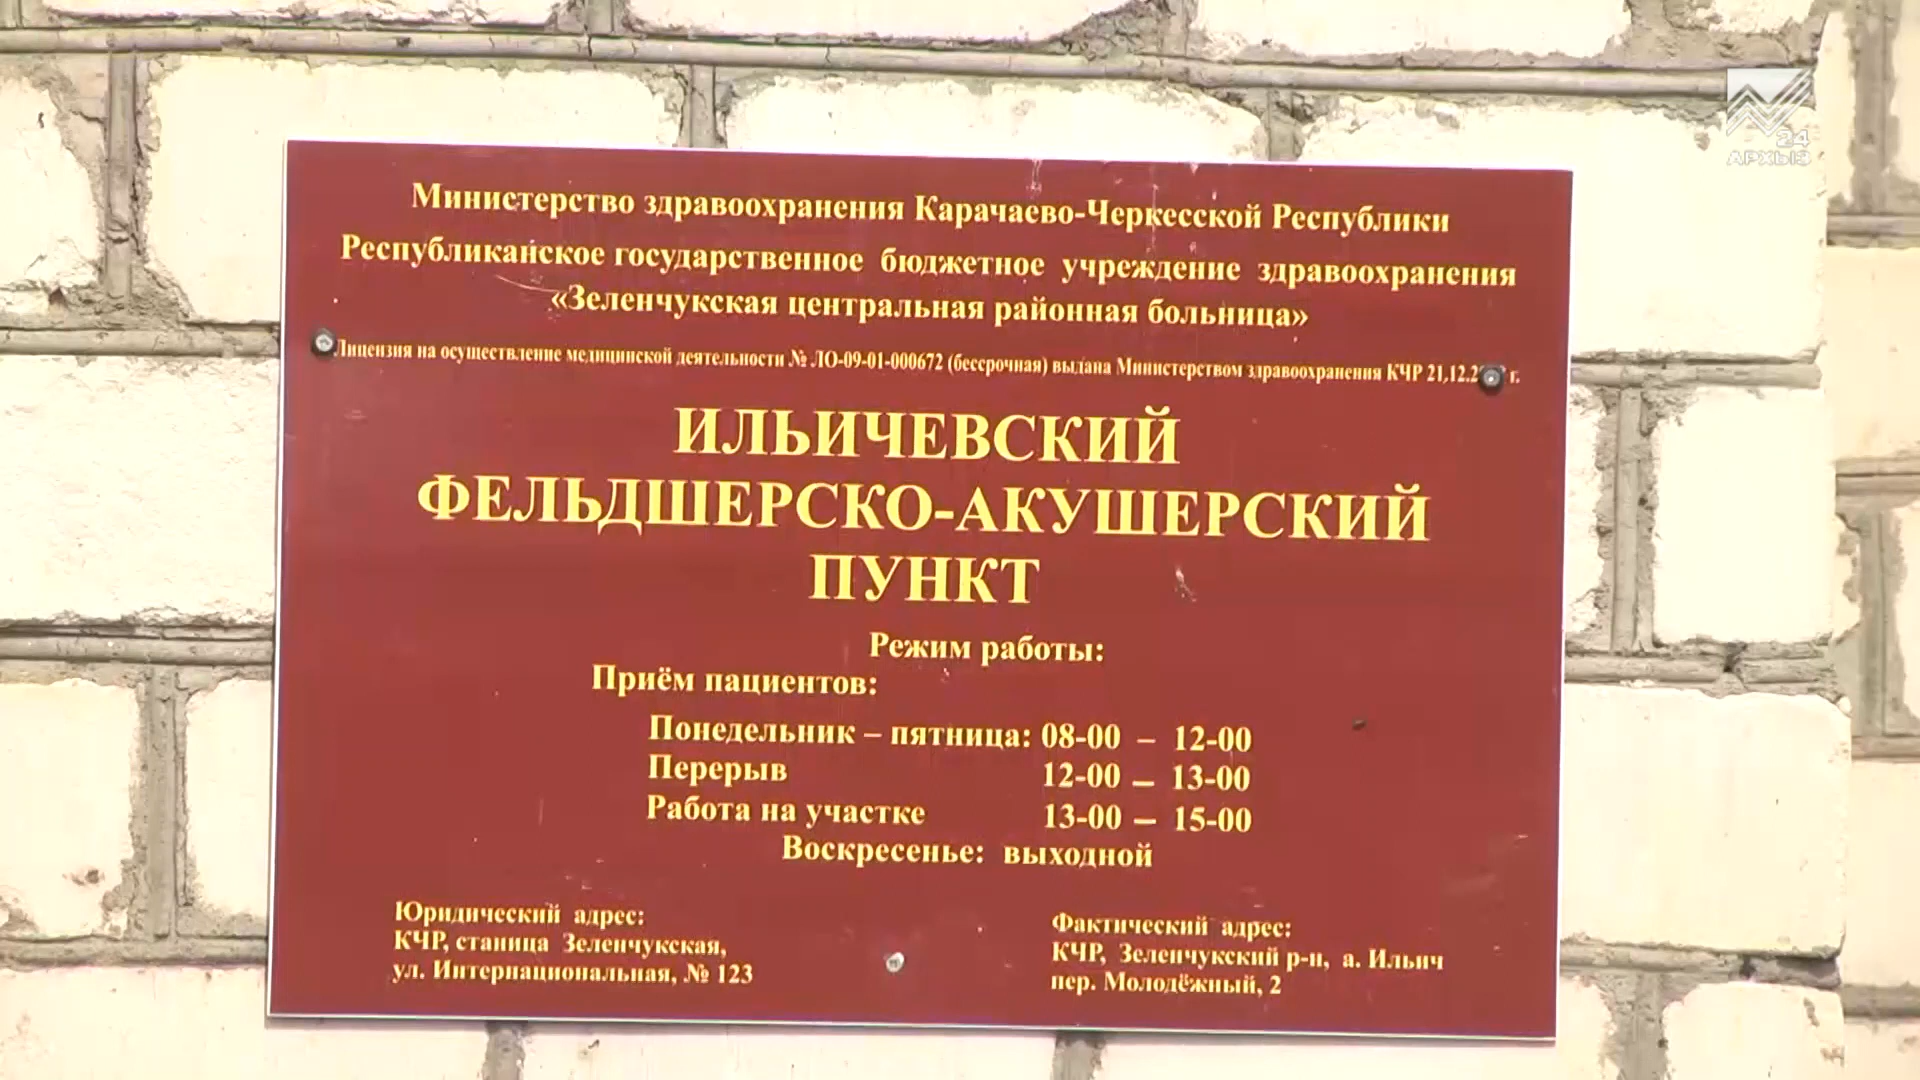 24
АРХЫЗ
Министерство здравоохранения Карачаево-Черкесской Республики
Республиканское государственное бюджетное учреждение здравоохранения
«Зеленчукская центральная районная больница»
Лицензия на осуществление медицинской деятельности № ЛО-09-01-000672 (бессрочная) выдана Министерством здравоохранения КЧР г.
ИЛЬИЧЕВСКИЙ
ФЕЛЬДШЕРСКО-АКУШЕРСКИЙ
ПУНКТ
Режим работы:
Приём пациентов:
Понедельник – пятница: 08-00 – 12-00
Перерыв 12-00 – 13-00
Работа на участке 13-00 – 15-00
Воскресенье: выходной
Юридический адрес:
КЧР, станица Зеленчукская,
ул. Интернациональная, № 123
Фактический адрес:
КЧР, Зеленчукский р-н, а. Ильич
пер. Молодёжный, 2